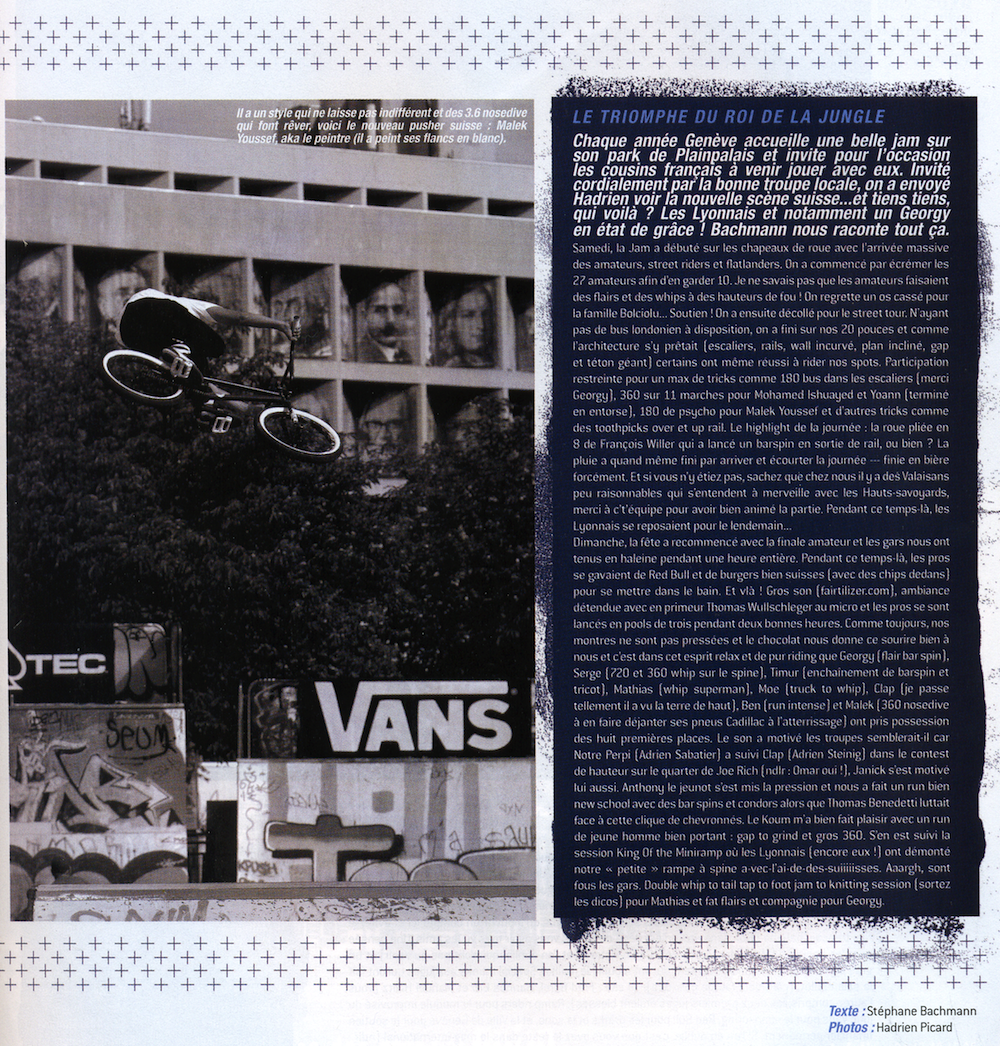 Il a un style qui ne laisse pas indifférent et des 3.6 nosedive
qui font rêver, voici le nouveau pusher suisse : Malek
Youssef, aka le peintre (il a peint ses flancs en blanc).
TEC
SEUM
VANS
LE TRIOMPHE DU ROI DE LA JUNGLE
Chaque année Genève accueille une belle jam sur
son park de Plainpalais et invite pour l'occasion
les cousins français à venir jouer avec eux. Invité
cordialement par la bonne troupe locale, on a envoyé
Hadrien voir la nouvelle scène suisse...et tiens tiens,
qui voilà ? Les Lyonnais et notamment un Georgy
en état de grâce ! Bachmann nous raconte tout ça.
Samedi, la Jam a débuté sur les chapeaux de roue avec l'arrivée massive
des amateurs, street riders et flatlanders. On a commencé par écrémer les
27 amateurs afin d'en garder 10. Je ne savais pas que les amateurs faisaient
des flairs et des whips à des hauteurs de fou ! On regrette un os cassé pour
la famille Bolciolu... Soutien ! On a ensuite décollé pour le street tour. N'ayant
pas de bus londonien à disposition, on a fini sur nos 20 pouces et comme
l'architecture s'y prêtait (escaliers, rails, wall incurvé, plan incliné, gap
et téton géant) certains ont même réussi à rider nos spots. Participation
restreinte pour un max de tricks comme 180 bus dans les escaliers (merci
Georgy), 360 sur 11 marches pour Mohamed Ishuayed et Yoann (terminé
en entorse), 180 de psycho pour Malek Youssef et d'autres tricks comme
des toothpicks over et up rail. Le highlight de la journée : la roue pliée en
8 de François Willer qui a lancé un barspin en sortie de rail, ou bien ? La
pluie a quand même fini par arriver et écourter la journée --- finie en bière
forcément. Et si vous n'y étiez pas, sachez que chez nous il y a des Valaisans
peu raisonnables qui s'entendent à merveille avec les Hauts-savoyards,
merci à c't'équipe pour avoir bien animé la partie. Pendant ce temps-là, les
Lyonnais se reposaient pour le lendemain...
Dimanche, la fête a recommencé avec la finale amateur et les gars nous ont
tenus en haleine pendant une heure entière. Pendant ce temps-là, les pros
se gavaient de Red Bull et de burgers bien suisses (avec des chips dedans)
pour se mettre dans le bain. Et vlà ! Gros son (fairtilizer.com), ambiance
détendue avec en primeur Thomas Wullschleger au micro et les pros se sont
lancés en pools de trois pendant deux bonnes heures. Comme toujours, nos
montres ne sont pas pressées et le chocolat nous donne ce sourire bien à
nous et c'est dans cet esprit relax et de pur riding que Georgy (flair bar spin),
Serge (720 et 360 whip sur le spine), Timur (enchaînement de barspin et
tricot), Mathias (whip superman), Moe (truck to whip), Clap (je passe
tellement il a vu la terre de haut), Ben (run intense) et Malek (360 nosedive
à en faire déjanter ses pneus Cadillac à l'atterrissage) ont pris possession
des huit premières places. Le son a motivé les troupes semblerait-il car
Notre Perpi (Adrien Sabatier) a suivi Clap (Adrien Steinig) dans le contest
de hauteur sur le quarter de Joe Rich (ndlr : Omar oui !), Janick s'est motivé
lui aussi. Anthony le jeunot s'est mis la pression et nous a fait un run bien
new school avec des bar spins et condors alors que Thomas Benedetti luttait
face à cette clique de chevronnés. Le Koum m'a bien fait plaisir avec un run
de jeune homme bien portant : gap to grind et gros 360. S'en est suivi la
session King Of the Miniramp où les Lyonnais (encore eux !) ont démonté
notre « petite » rampe à spine a-vec-l'ai-de-des-suiiiiisses. Aaargh, sont
fous les gars. Double whip to tail tap to foot jam to knitting session (sortez
les dicos) pour Mathias et fat flairs et compagnie pour Georgy.
Texte : Stéphane Bachmann
Photos : Hadrien Picard